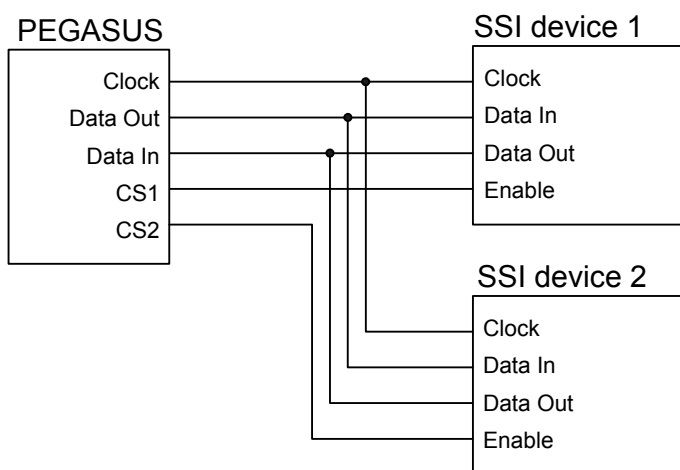 PEGASUS
Clock
Data Out
Data In
CS1
CS2
SSI device 1
Clock
Data In
Data Out
Enable
SSI device 2
Clock
Data In
Data Out
Enable